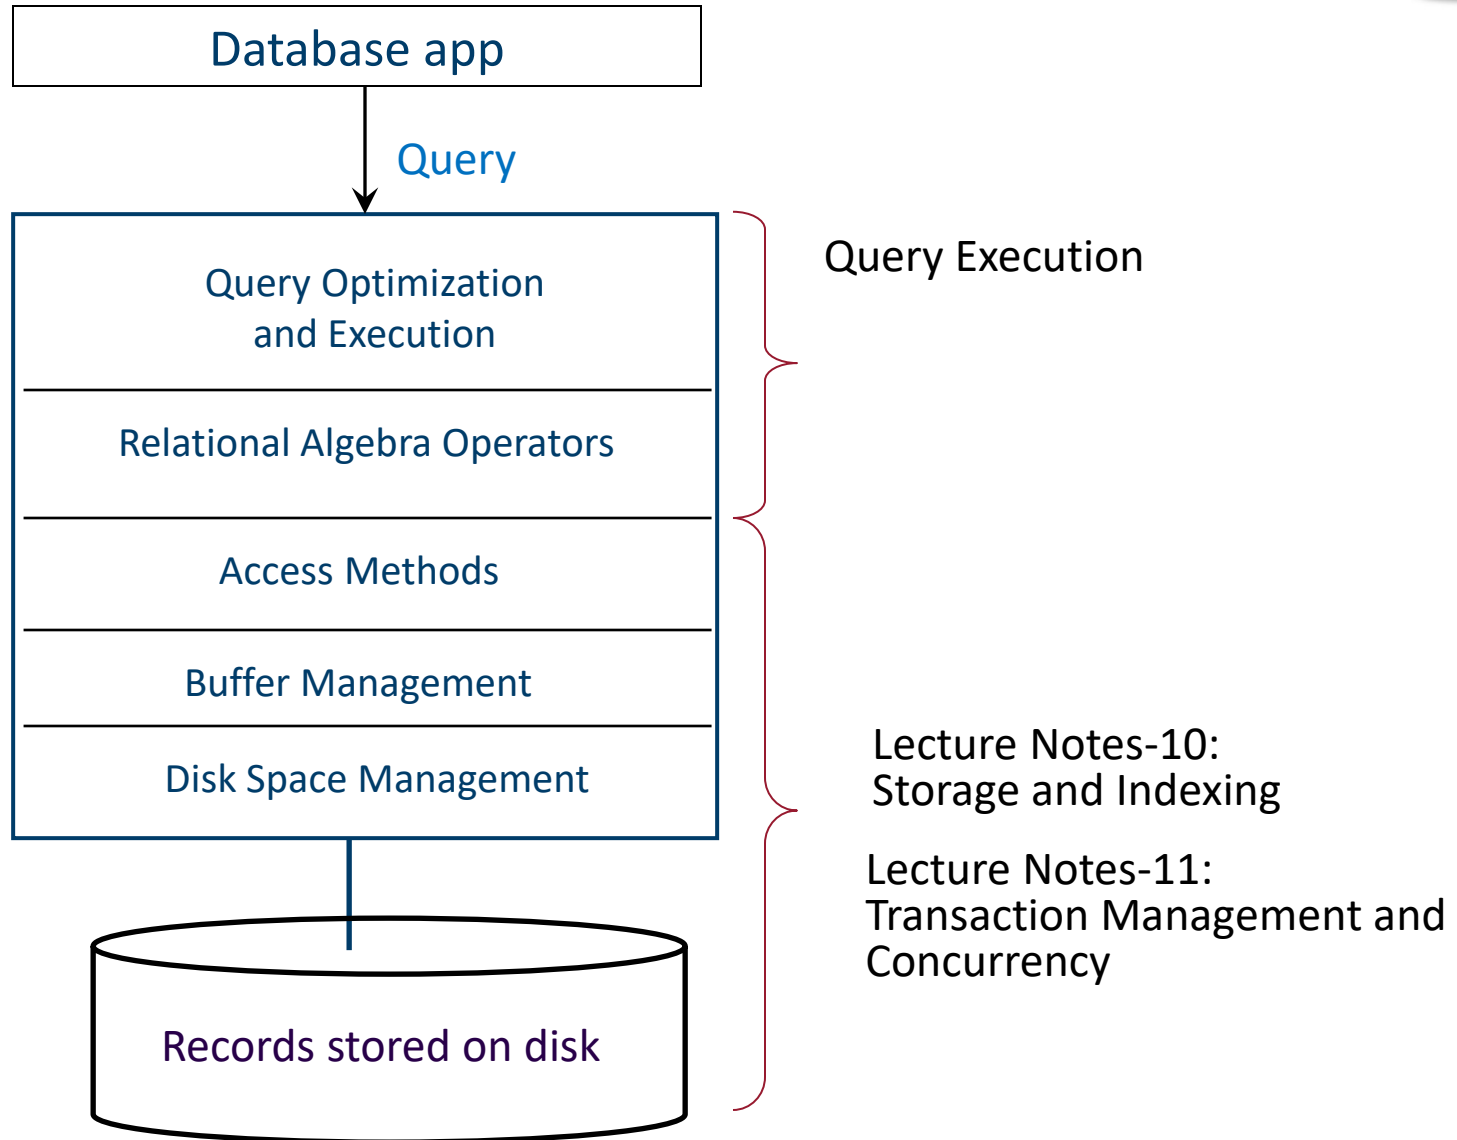 Database app
Query
Query Optimization
and Execution
Query Execution
Relational Algebra Operators
Access Methods
Buffer Management
Disk Space Management
Lecture Notes-10:
Storage and Indexing
Lecture Notes-11:
Transaction Management and
Concurrency
Records stored on disk